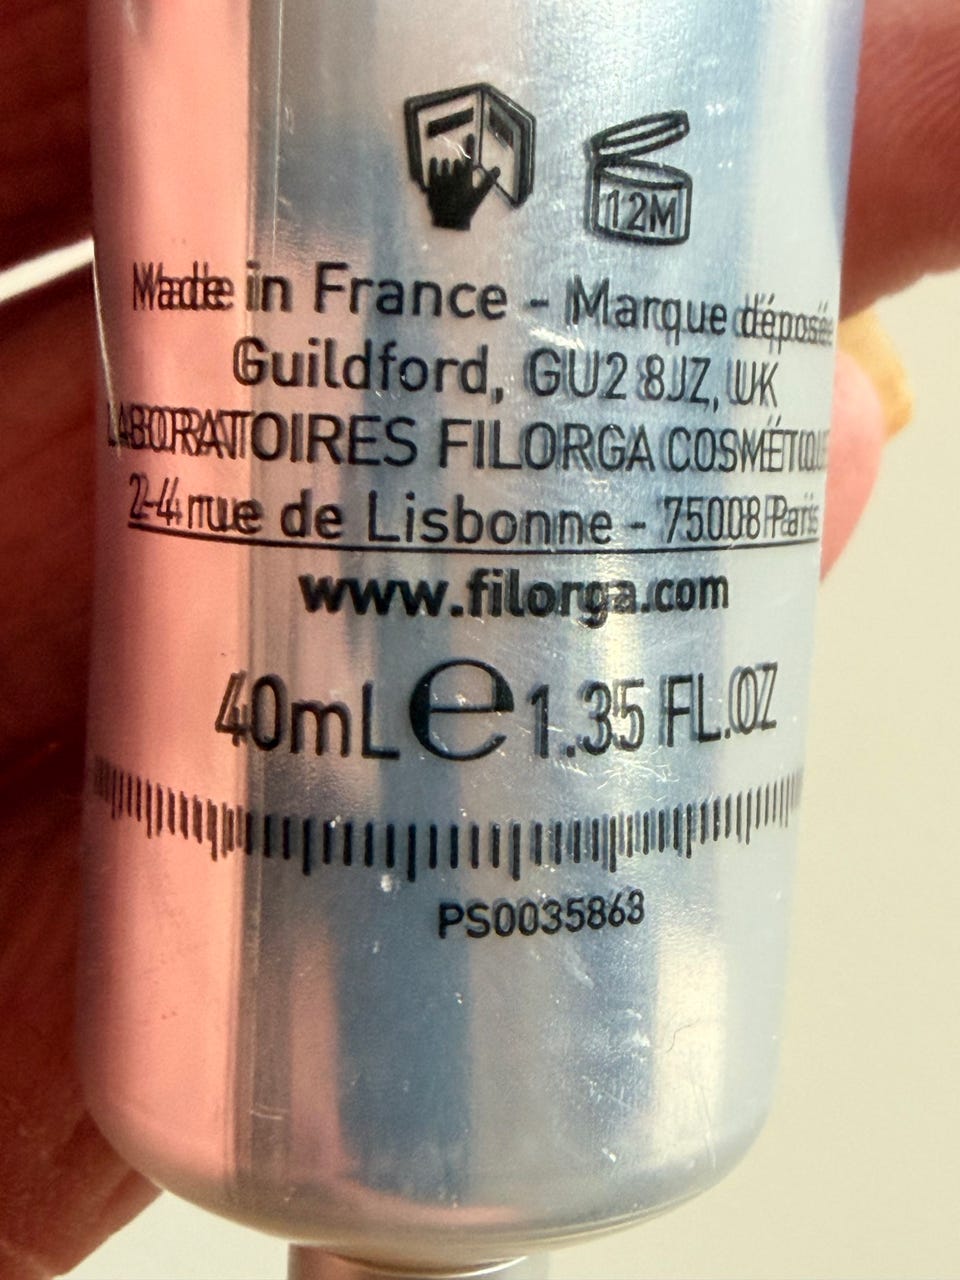 12M
Made in France - Marque déposée
Guildford, GU2 8JZ, UK
LABORATOIRES FILORGA COSMÉTIQUES
2-4 rue de Lisbonne - 75008 Paris
www.filorga.com
40mL e 1.35 FL.OZ
PS0035863